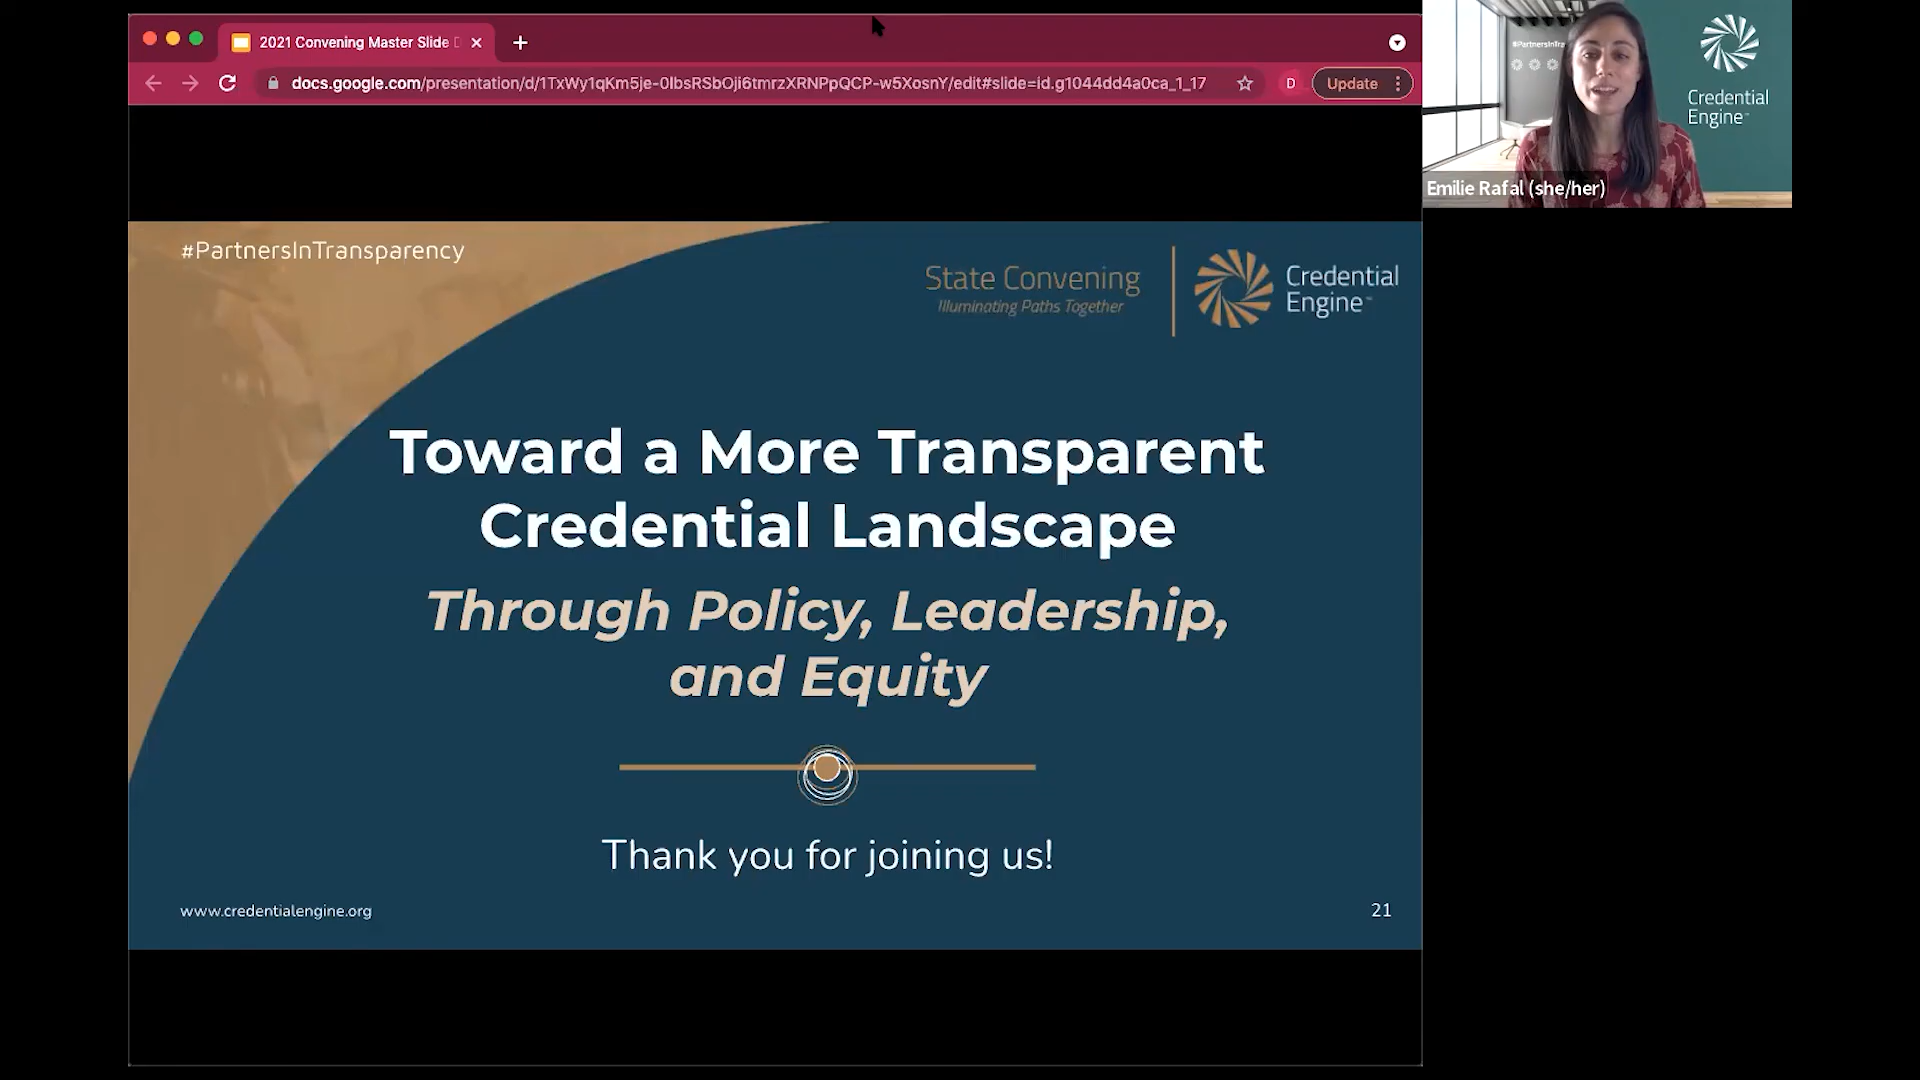 2021 Convening Master Slide D
docs.google.com/presentation/d/1TxWy1qKm5je-0lbsRSbOji6tmrzXRNPpQCP-w5XosnY/edit#slide=id.g1044dd4a0ca_1_17
D
Update
#PartnersInTra
Credential
Engine
Emilie Rafal (she/her)
#PartnersInTransparency
State Convening
Illuminating Paths Together
Credential
Engine
Toward a More Transparent
Credential Landscape
Through Policy, Leadership,
and Equity
Thank you for joining us!
www.credentialengine.org
21